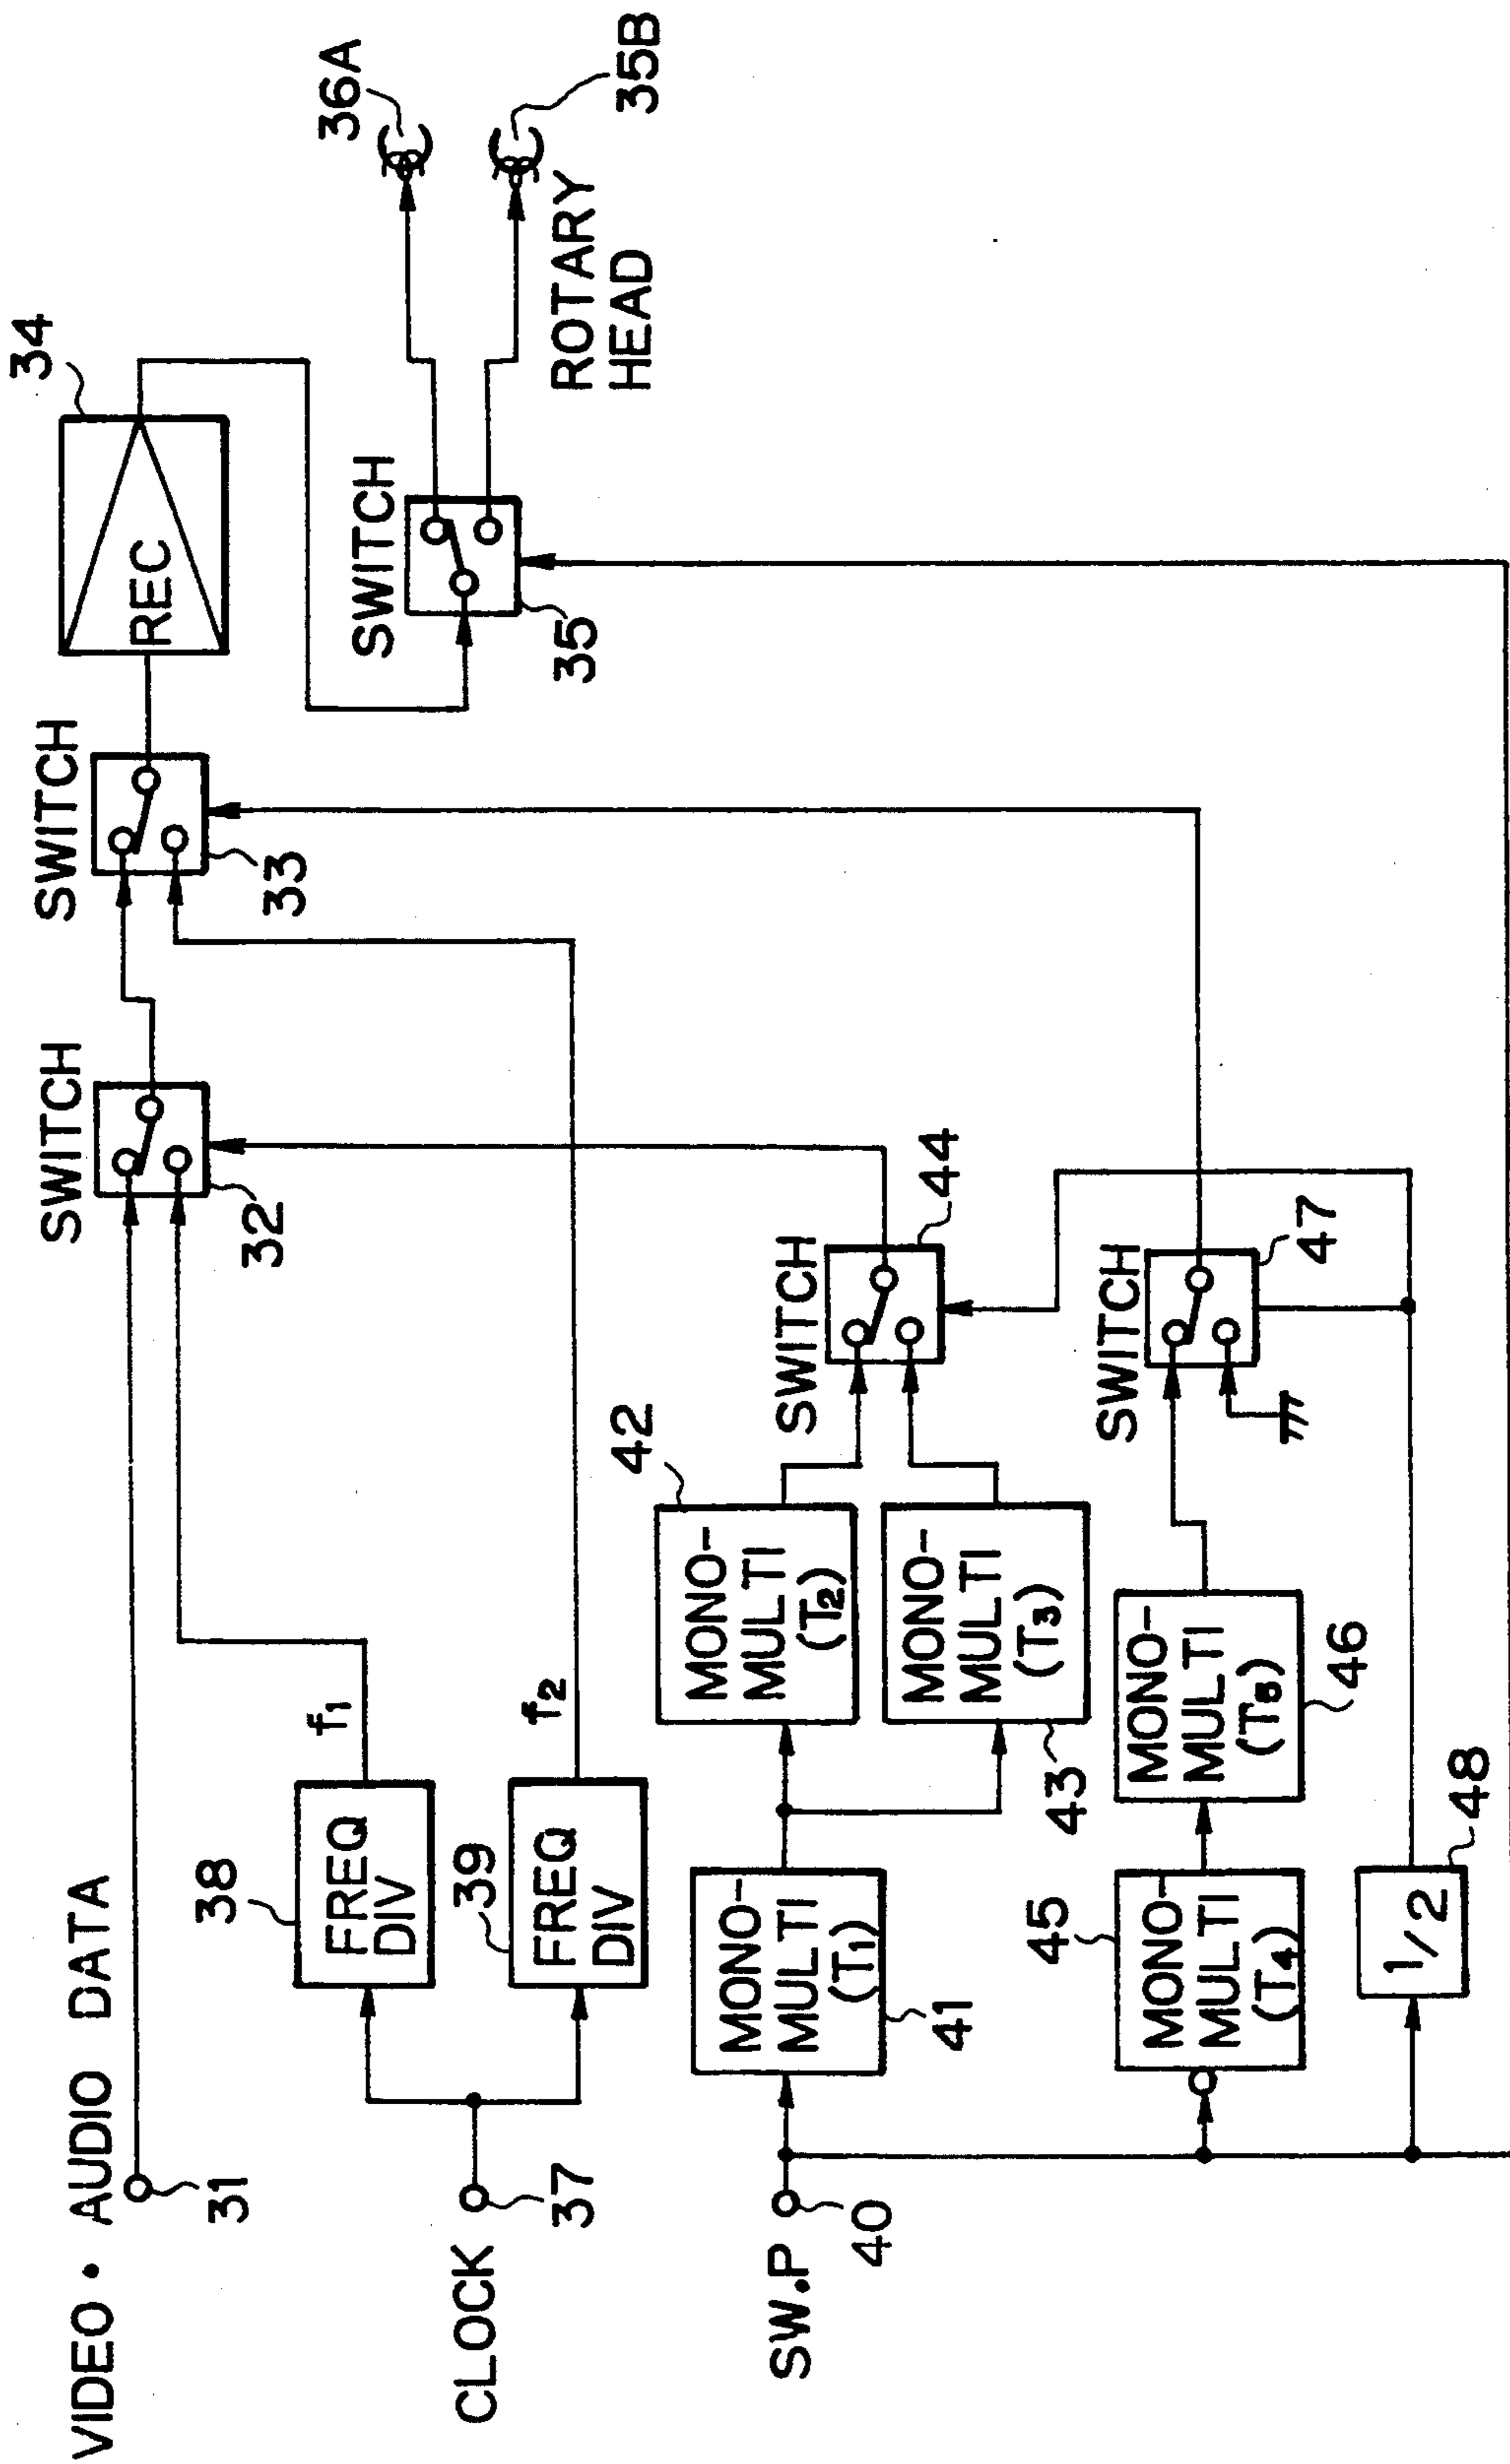 VIDEO · AUDIO DATA
31
SWITCH
32
SWITCH
33
REC
34
SWITCH
35
36A
35B
ROTARY
HEAD
CLOCK
37
38
FREQ
DIV
f1
39
FREQ
DIV
f2
SW.P
40
MONO-
MULTI
(T1)
41
42
MONO-
MULTI
(T2)
MONO-
MULTI
(T3)
43
SWITCH
44
45
MONO-
MULTI
(T4)
MONO-
MULTI
(T5)
46
SWITCH
47
1/2
48